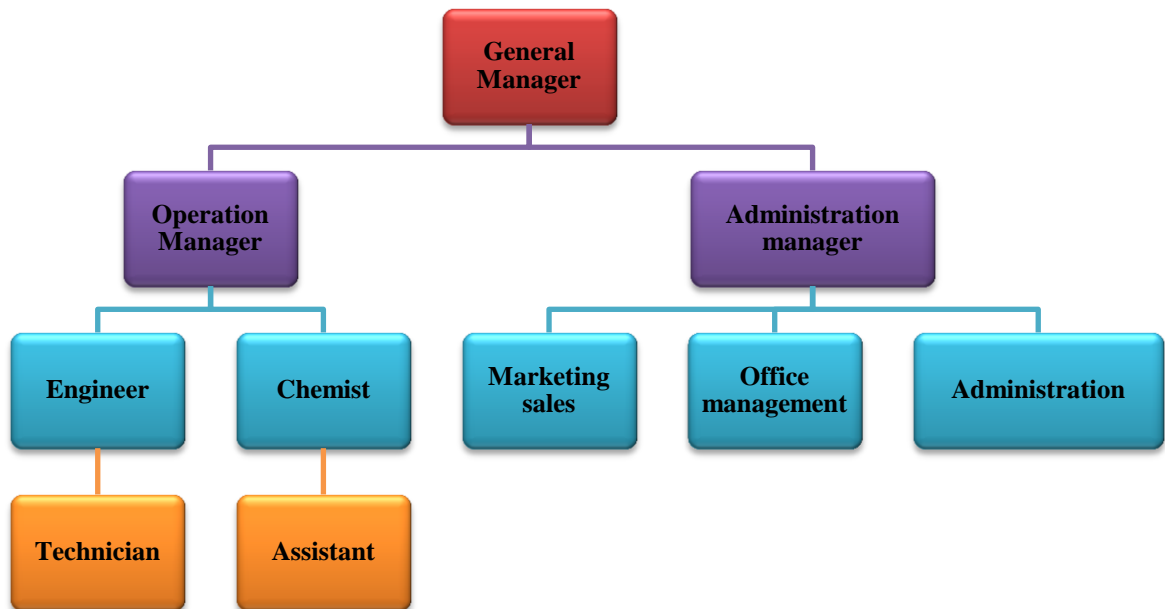 General
Manager
Operation
Manager
Administration
manager
Engineer
Chemist
Marketing
sales
Office
management
Administration
Technician
Assistant